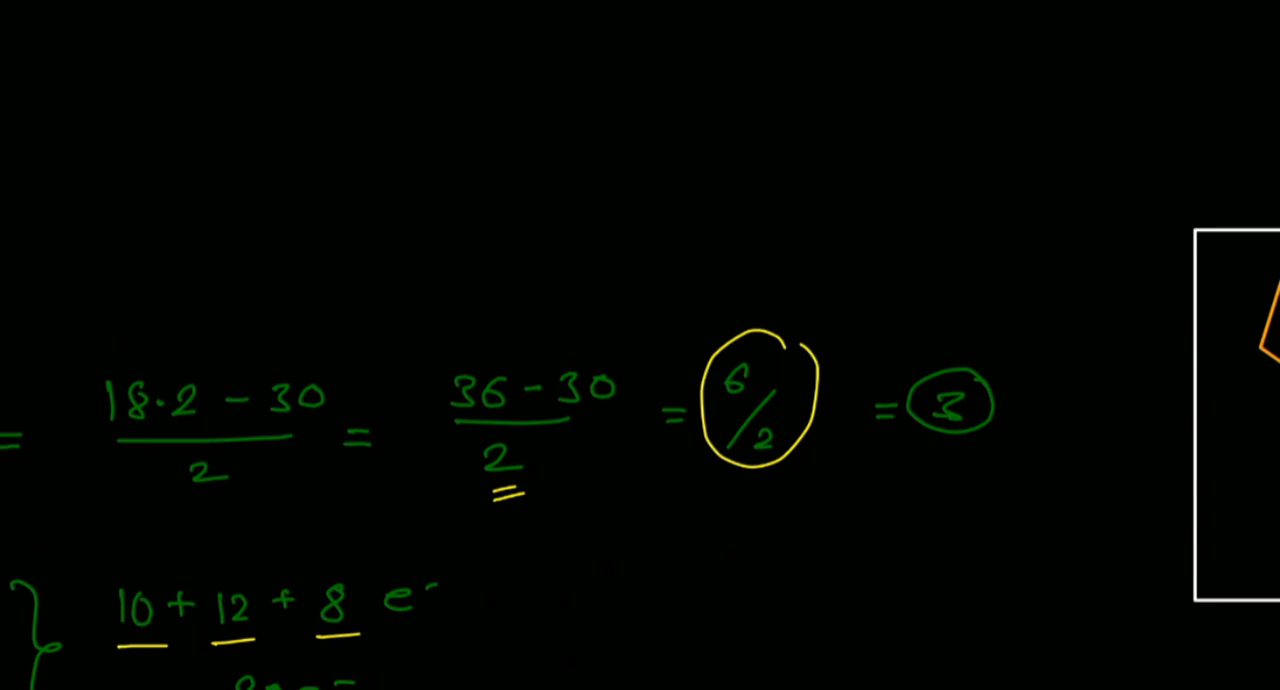 = 18.2 - 30 / 2 = 36 - 30 / 2 = 6/2 = 3
} 10 + 12 + 8 e-